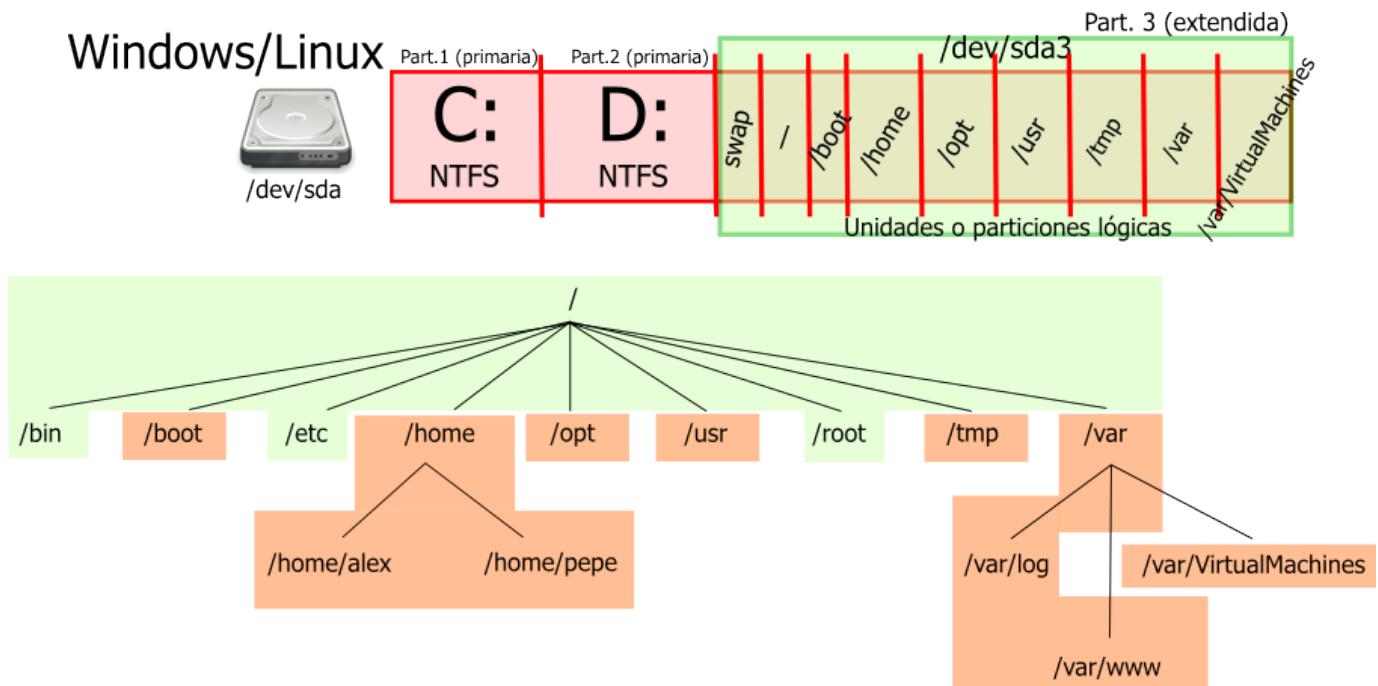 Part. 3 (extendida)
Windows/Linux
Part.1 (primaria)
Part.2 (primaria)
/dev/sda3
C:
NTFS
D:
NTFS
swap
/
/boot
/home
/opt
/usr
/tmp
/var
/var/VirtualMachines
/dev/sda
Unidades o particiones lógicas
/
/bin
/boot
/etc
/home
/opt
/usr
/root
/tmp
/var
/home/alex
/home/pepe
/var/log
/var/VirtualMachines
/var/www